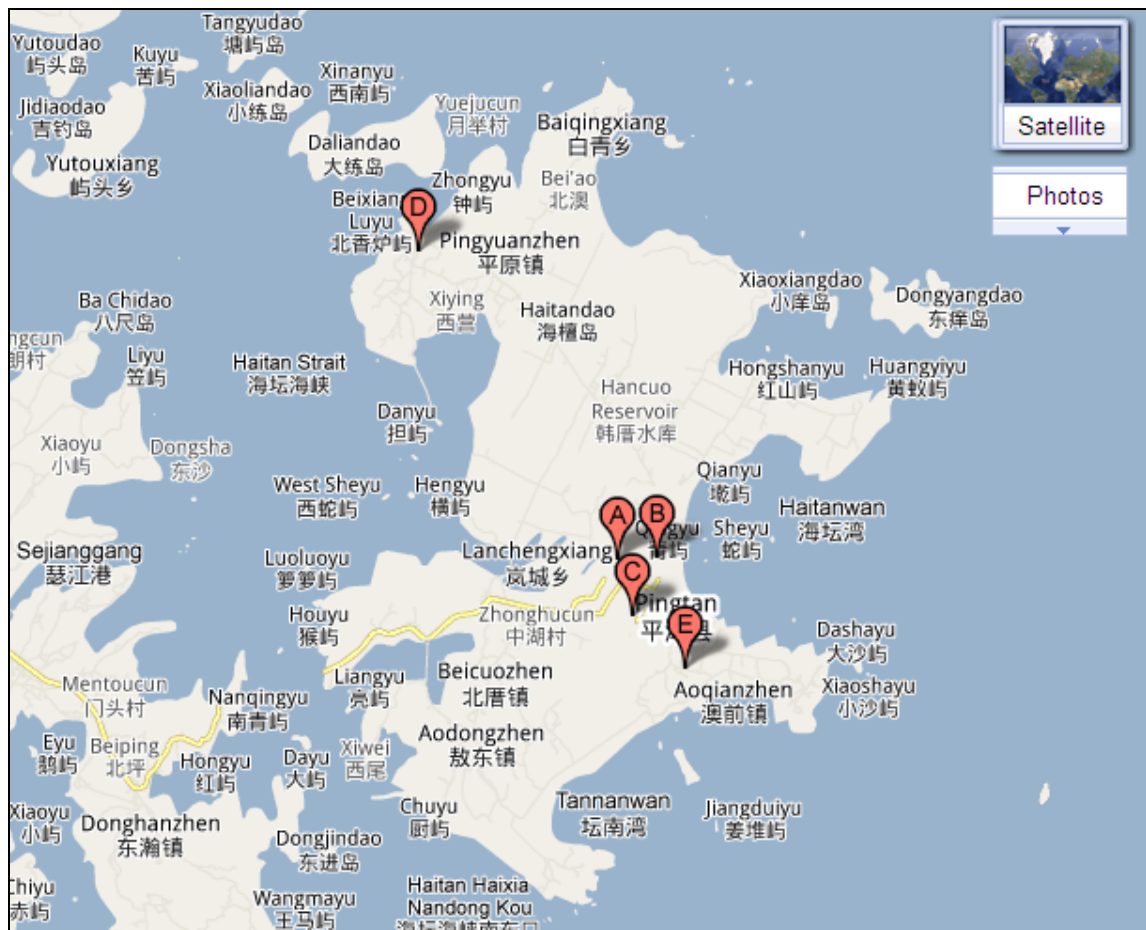 Tangyudao
塘屿岛
Yutoudao
屿头岛
Kuyu
苦屿
Xinanyu
西南屿
Xiaoliandao
小练岛
Jidiaodao
吉钓岛
Yuejucun
月举村
Baiqingxiang
白青乡
Satellite
Daliandao
大练岛
Yutouxiang
屿头乡
Zhongyu
钟屿
Bei'ao
北澳
Photos
D
Luyu
北香炉屿
Pingyuanzhen
平原镇
Xiaoxiangdao
小庠岛
Dongyangdao
东庠岛
Xiying
西营
Haitandao
海檀岛
Ba Chidao
八尺岛
Liyu
笠屿
Haitan Strait
海坛海峡
Hongshanyu
红山屿
Huangyiyu
黄蚁屿
Hancuo
Reservoir
韩厝水库
Danyu
担屿
Xiaoyu
小屿
Dongsha
东沙
Qianyu
墘屿
West Sheyu
西蛇屿
Hengyu
横屿
Haitanwan
海坛湾
A
B
Sheyu
蛇屿
Sejianggang
瑟江港
Luoluoyu
箩箩屿
Lanchengxiang
岚城乡
C
Pingtan
Houyu
猴屿
Zhonghucun
中湖村
E
Dashayu
大沙屿
Liangyu
亮屿
Beicuozhen
北厝镇
Aoqianzhen
澳前镇
Xiaoshayu
小沙屿
Mentoucun
门头村
Nanqingyu
南青屿
Aodongzhen
敖东镇
Eyu
鹅屿
Beiping
北坪
Hongyu
红屿
Dayu
大屿
Xiwei
西尾
Xiaoyu
小屿
Donghanzhen
东瀚镇
Chuyu
厨屿
Tannanwan
坛南湾
Jiangduiyu
姜堆屿
Dongjindao
东进岛
Wangmayu
王马屿
Haitan Haixia
Nandong Kou